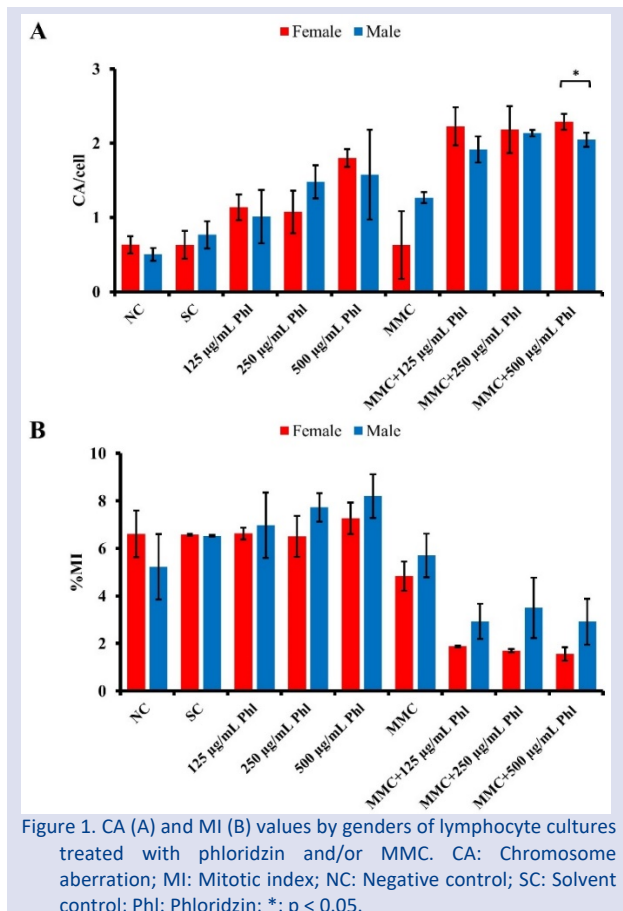 A
Female Male
3
2
1
0
CA/cell
*
NC
SC
125 µg/mL Phl
250 µg/mL Phl
500 µg/mL Phl
MMC
MMC+125 µg/mL Phl
MMC+250 µg/mL Phl
MMC+500 µg/mL Phl
B
Female Male
10
8
6
4
2
0
%MI
NC
SC
125 µg/mL Phl
250 µg/mL Phl
500 µg/mL Phl
MMC
MMC+125 µg/mL Phl
MMC+250 µg/mL Phl
MMC+500 µg/mL Phl
Figure 1. CA (A) and MI (B) values by genders of lymphocyte cultures
treated with phloridzin and/or MMC. CA: Chromosome
aberration; MI: Mitotic index; NC: Negative control; SC: Solvent
control; Phl: Phloridzin; *: p < 0.05.